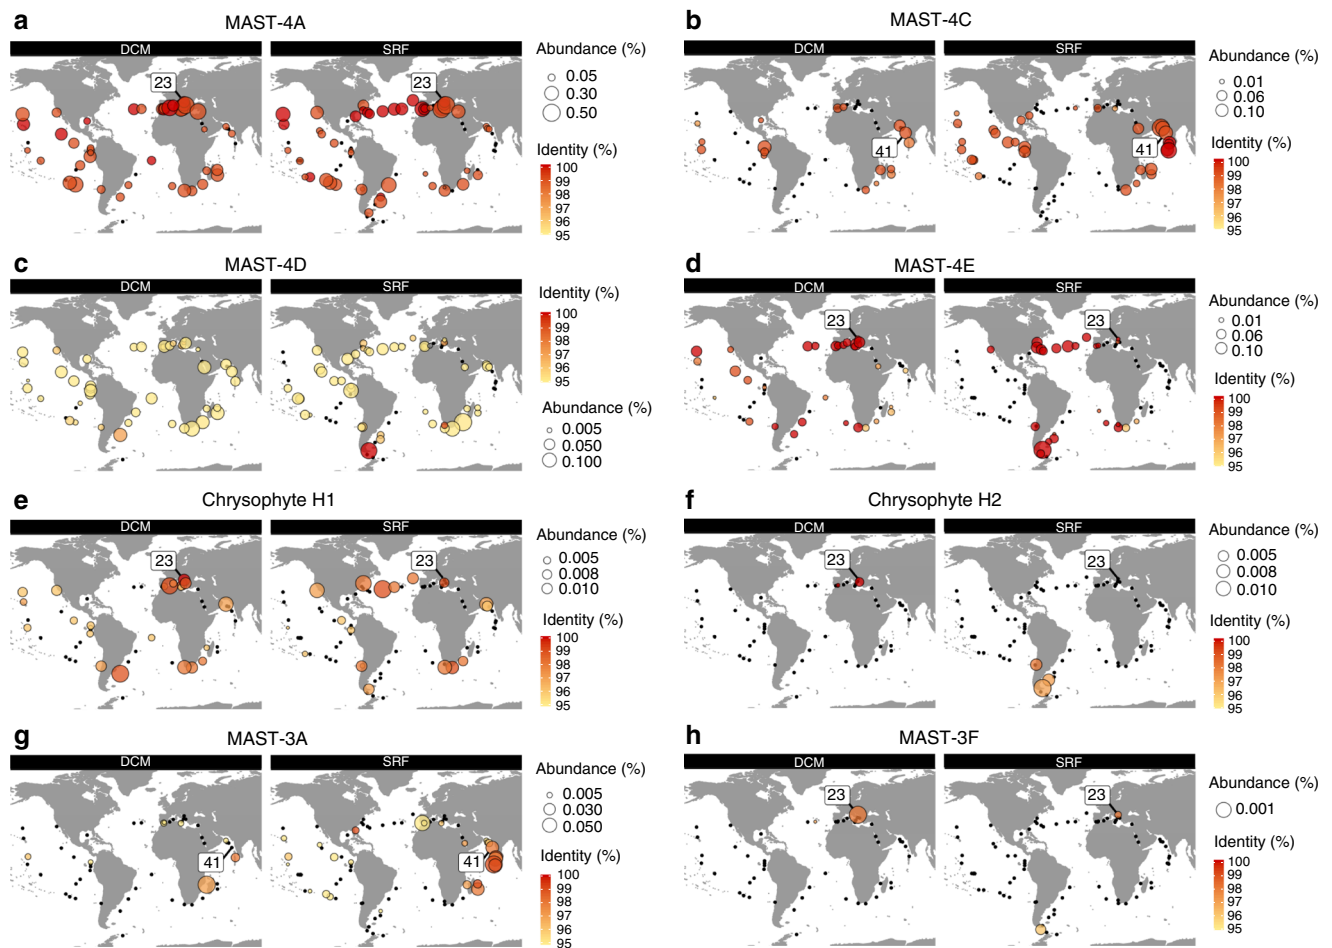 a
MAST-4A
DCM
SRF
23
23
Abundance (%)
0.05
0.30
0.50
Identity (%)
100
99
98
97
96
95
b
MAST-4C
DCM
SRF
41
41
Abundance (%)
0.01
0.06
0.10
Identity (%)
100
99
98
97
96
95
c
MAST-4D
DCM
SRF
Identity (%)
100
99
98
97
96
95
Abundance (%)
0.005
0.050
0.100
d
MAST-4E
DCM
SRF
23
23
Abundance (%)
0.01
0.06
0.10
Identity (%)
100
99
98
97
96
95
e
Chrysophyte H1
DCM
SRF
23
23
Abundance (%)
0.005
0.008
0.010
Identity (%)
100
99
98
97
96
95
f
Chrysophyte H2
DCM
SRF
23
23
Abundance (%)
0.005
0.008
0.010
Identity (%)
100
99
98
97
96
95
g
MAST-3A
DCM
SRF
41
41
Abundance (%)
0.005
0.030
0.050
Identity (%)
100
99
98
97
96
95
h
MAST-3F
DCM
SRF
23
23
Abundance (%)
0.001
Identity (%)
100
99
98
97
96
95